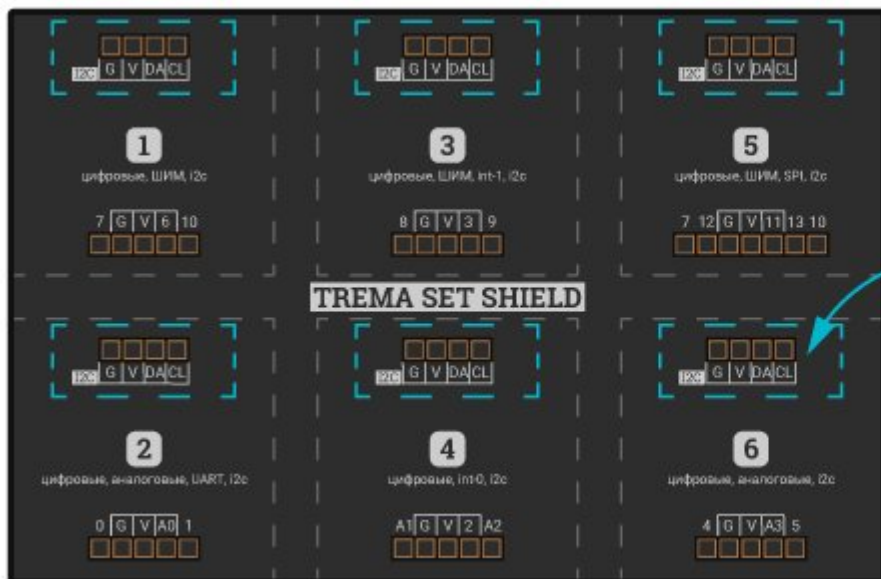 I2C G V DA CL
1
цифровые, ШИМ, i2c
7 G V 6 10
I2C G V DA CL
3
цифровые, ШИМ, int-1, i2c
8 G V 3 9
I2C G V DA CL
5
цифровые, ШИМ, SPI, i2c
7 12 G V 11 13 10
TREMA SET SHIELD
I2C G V DA CL
2
цифровые, аналоговые, UART, i2c
0 G V A0 1
I2C G V DA CL
4
цифровые, int-0, i2c
A1 G V 2 A2
I2C G V DA CL
6
цифровые, аналоговые, i2c
4 G V A3 5